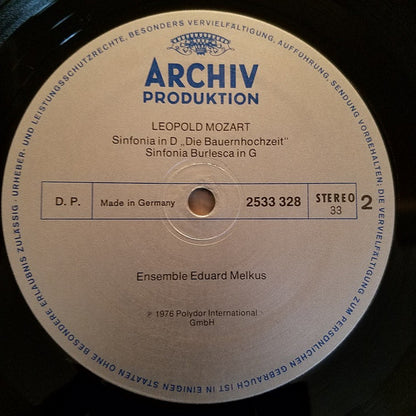 ARCHIV
PRODUKTION
LEOPOLD MOZART
Sinfonia in D „Die Bauernhochzeit"
Sinfonia Burlesca in G
D. P. Made in Germany 2533 328 STEREO 33 2
Ensemble Eduard Melkus
℗ 1976 Polydor International
GmbH
URHEBER- UND LEISTUNGSSCHUTZRECHTE, BESONDERS VERVIELFÄLTIGUNG, AUFFÜHRUNG, SENDUNG VORBEHALTEN· DIE VERVIELFÄLTIGUNG ZUM PERSÖNLICHEN GEBRAUCH IST IN EINIGEN STAATEN OHNE BESONDERE ERLAUBNIS ZULÄSSIG ·